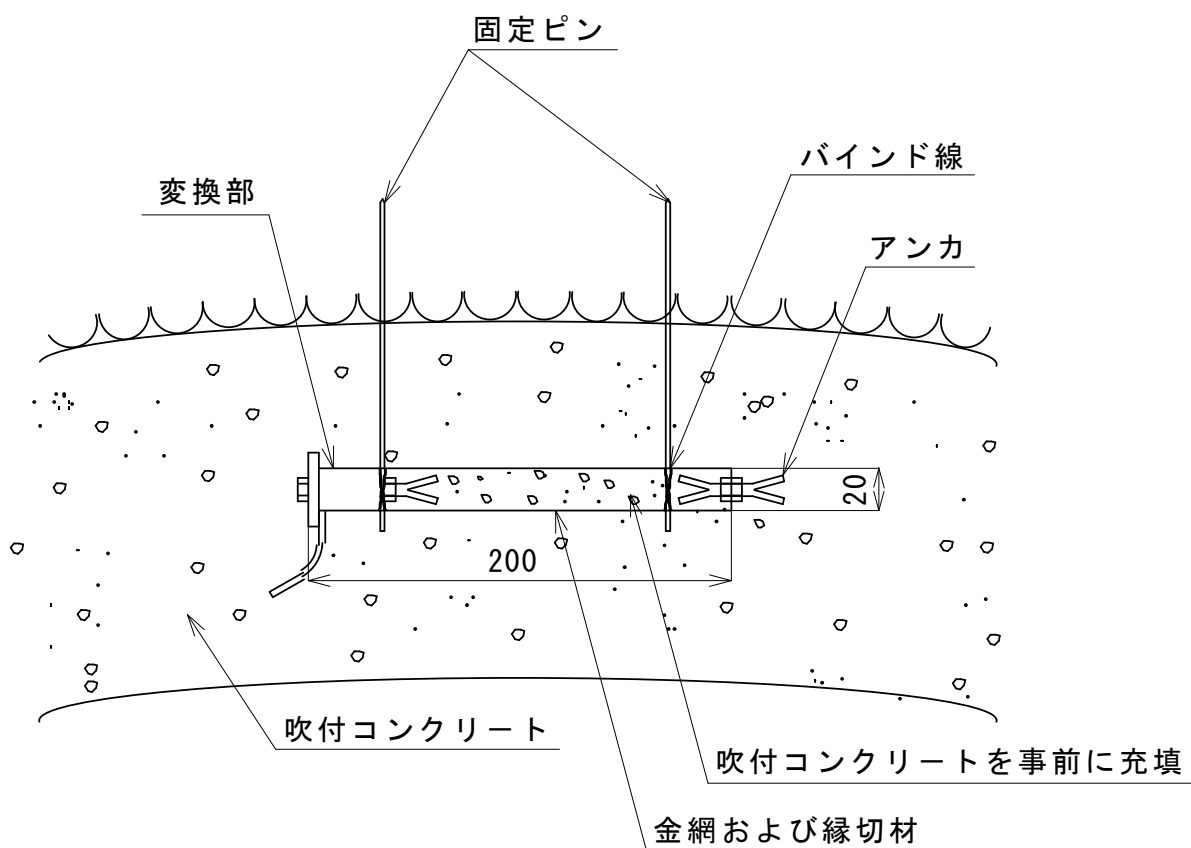 固定ピン
バインド線
変換部
アンカ
20
200
吹付コンクリート
吹付コンクリートを事前に充填
金網および縁切材